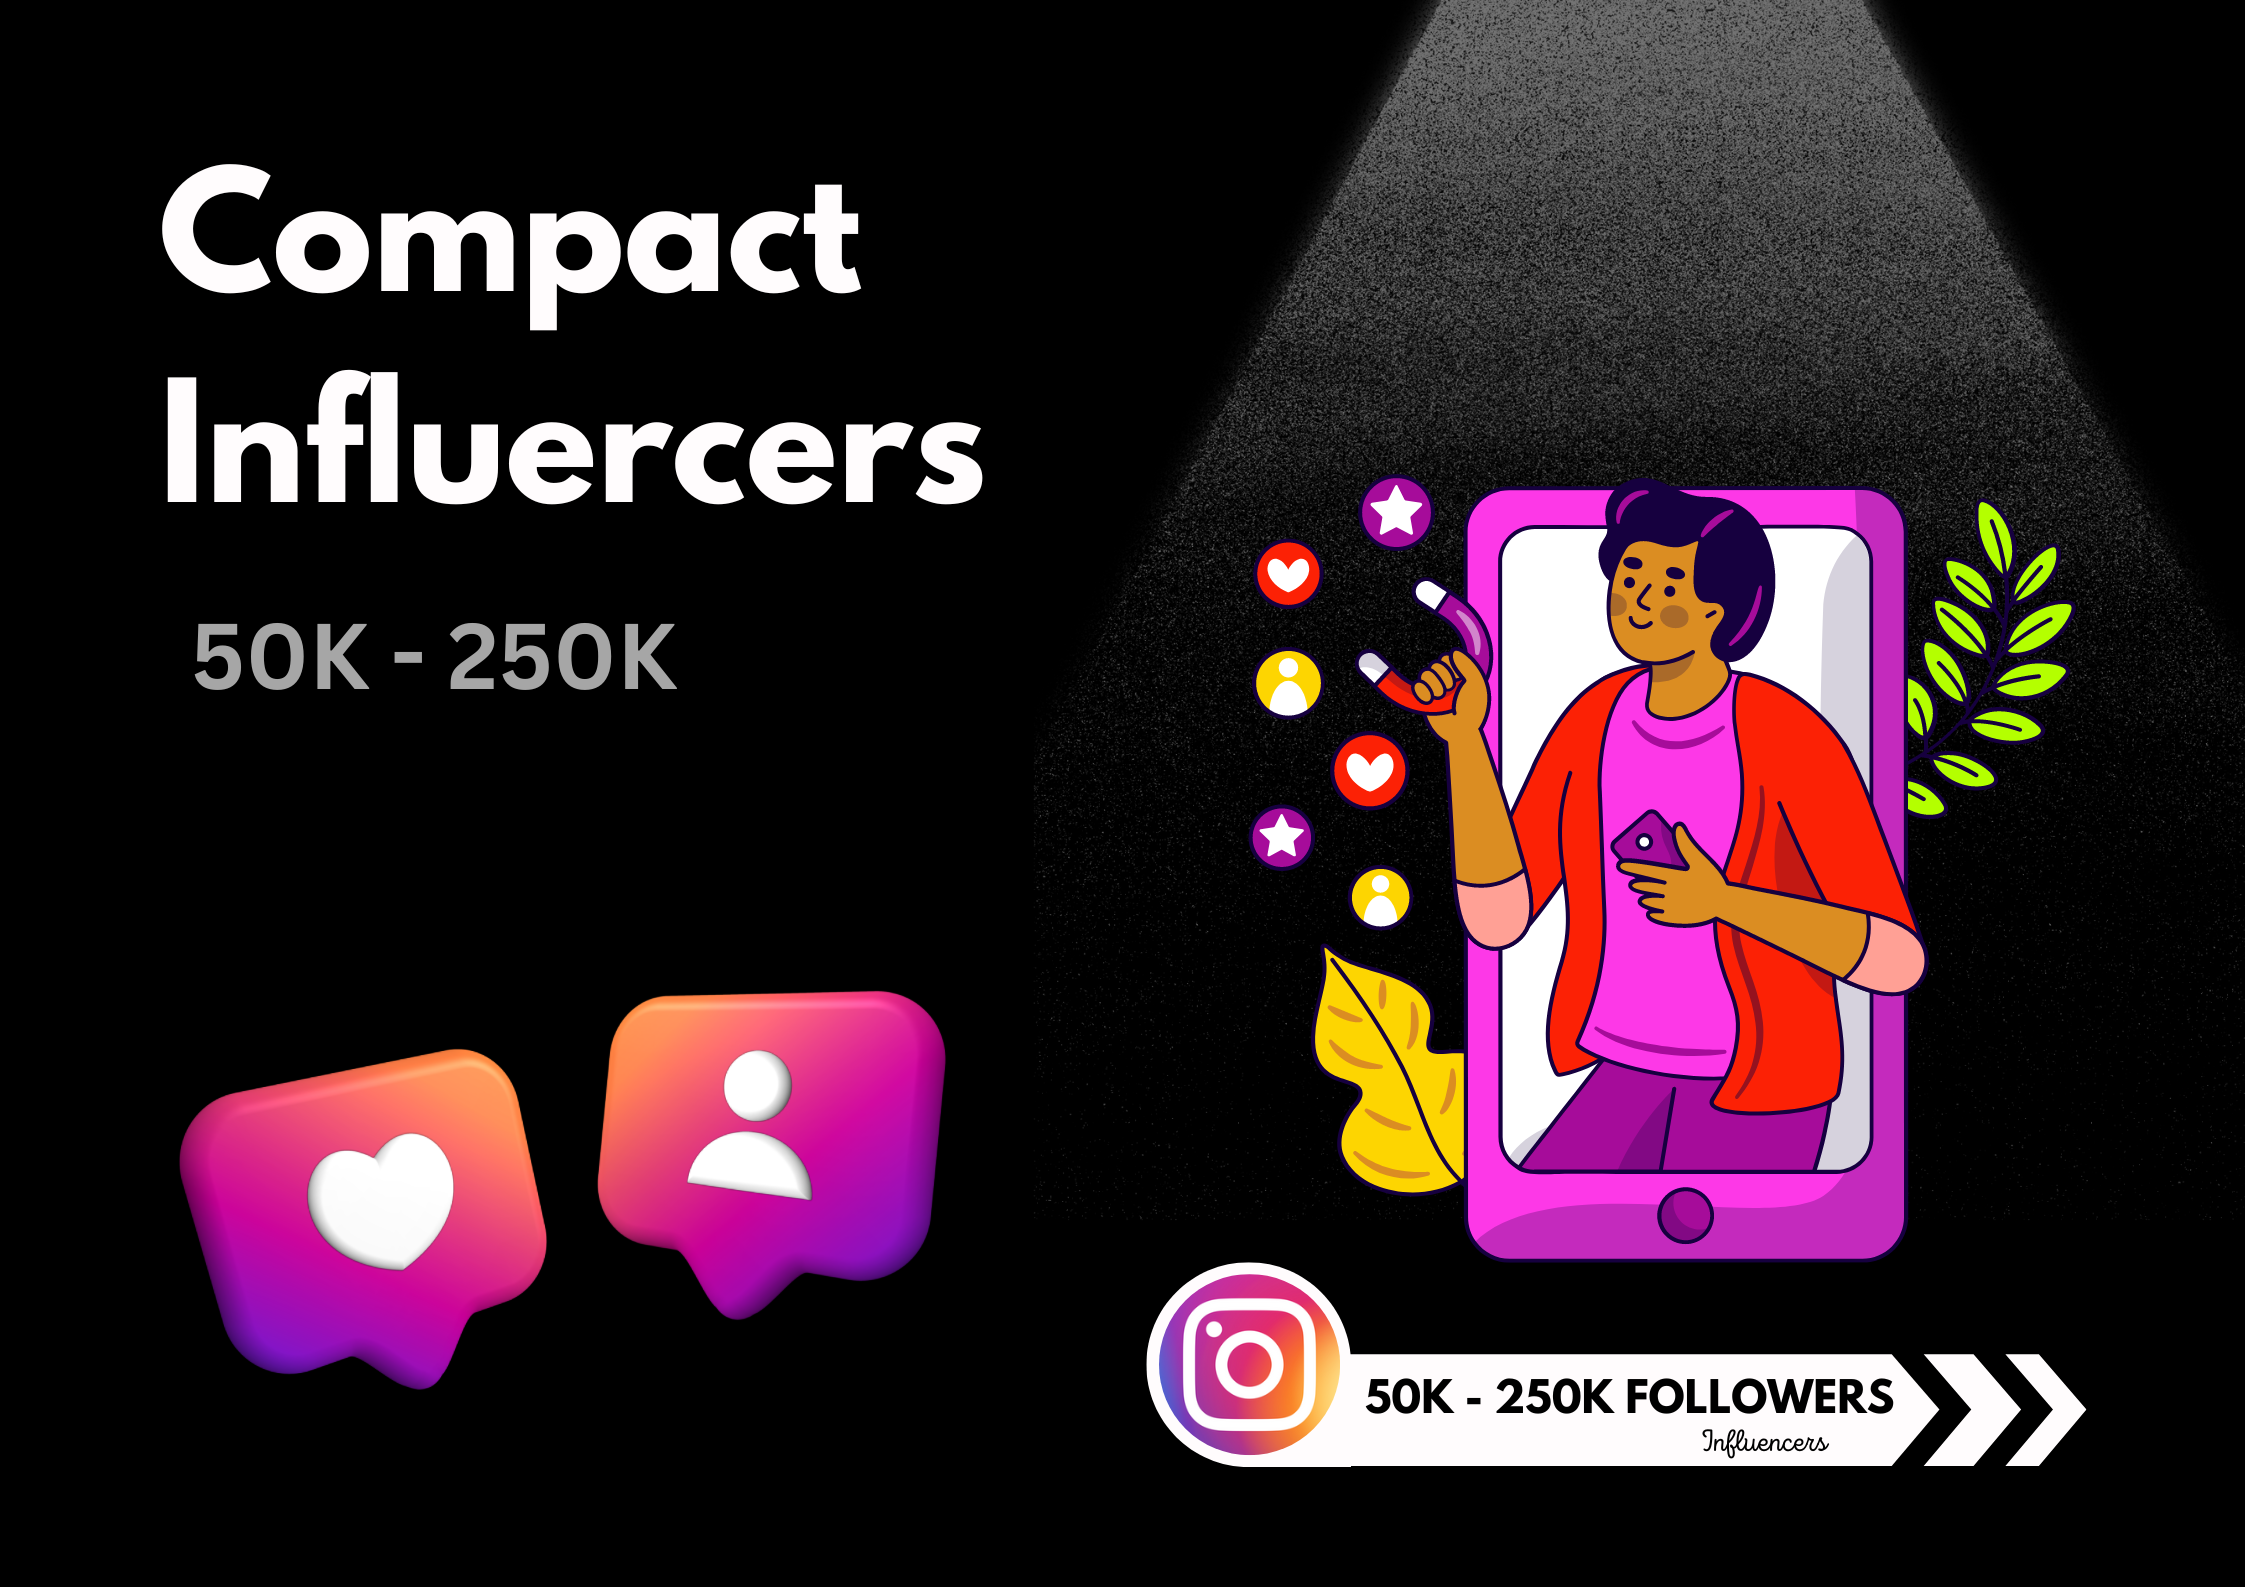 Compact
Influercers
50K - 250K
50K - 250K FOLLOWERS
Influencers